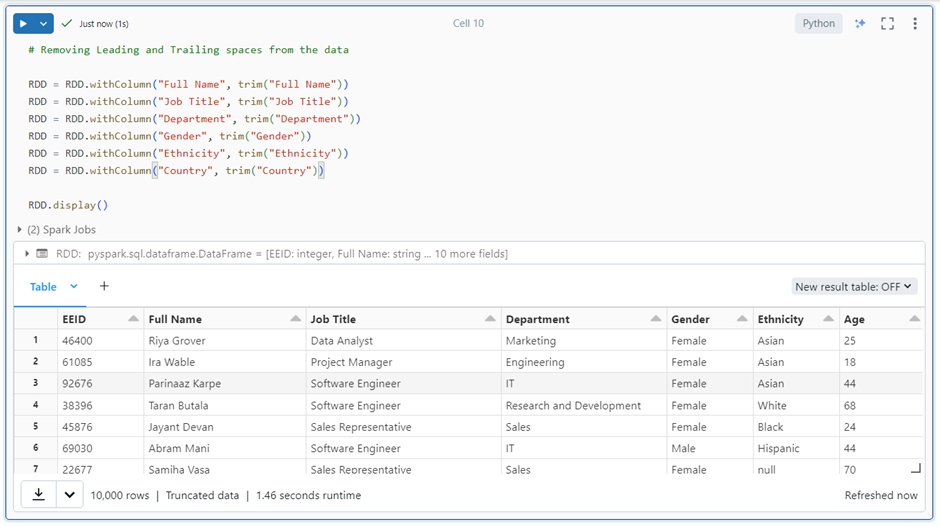 Just now (1s)
Cell 10
Python
# Removing Leading and Trailing spaces from the data
RDD = RDD.withColumn("Full Name", trim("Full Name"))
RDD = RDD.withColumn("Job Title", trim("Job Title"))
RDD = RDD.withColumn("Department", trim("Department"))
RDD = RDD.withColumn("Gender", trim("Gender"))
RDD = RDD.withColumn("Ethnicity", trim("Ethnicity"))
RDD = RDD.withColumn("Country", trim("Country"))
RDD.display()
(2) Spark Jobs
RDD: pyspark.sql.dataframe.DataFrame = [EEID: integer, Full Name: string ... 10 more fields]
Table
+
New result table: OFF
EEID Full Name Job Title Department Gender Ethnicity Age
1 46400 Riya Grover Data Analyst Marketing Female Asian 25
2 61085 Ira Wable Project Manager Engineering Female Asian 18
3 92676 Parinaaz Karpe Software Engineer IT Female Asian 44
4 38396 Taran Butala Software Engineer Research and Development Female White 68
5 45876 Jayant Devan Sales Representative Sales Female Black 24
6 69030 Abram Mani Software Engineer IT Male Hispanic 44
7 22677 Samiha Vasa Sales Representative Sales Female null 70
10,000 rows | Truncated data | 1.46 seconds runtime
Refreshed now